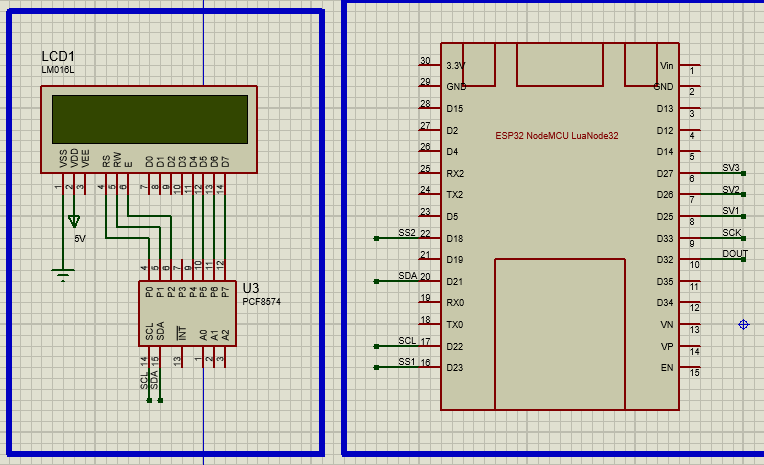 LCD1
LM016L
VSS VDD VEE RS RW E D0 D1 D2 D3 D4 D5 D6 D7
1 2 3 4 5 6 7 8 9 10 11 12 13 14
5V
4 5 6 7 9 10 11 12
P0 P1 P2 P3 P4 P5 P6 P7
U3
PCF8574
SCL SDA INT A0 A1 A2
14 15 13 1 2 3
SCL SDA
ESP32 NodeMCU LuaNode32
30 3.3V Vin 1
29 GND GND 2
28 D15 D13 3
27 D2 D12 4
26 D4 D14 5
25 RX2 D27 6 SV3
24 TX2 D26 7 SV2
23 D5 D25 8 SV1
SS2 22 D18 D33 9 SCK
21 D19 D32 10 DOUT
SDA 20 D21 D35 11
19 RX0 D34 12
18 TX0 VN 13
SCL 17 D22 VP 14
SS1 16 D23 EN 15